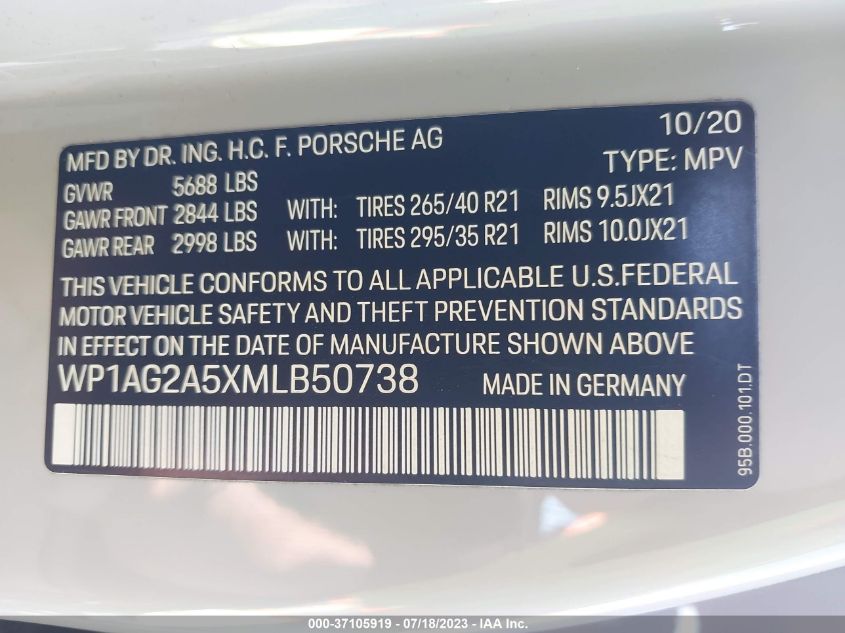 10/20
MFD BY DR. ING. H.C. F. PORSCHE AG
TYPE: MPV
GVWR 5688 LBS
GAWR FRONT 2844 LBS WITH: TIRES 265/40 R21 RIMS 9.5JX21
GAWR REAR 2998 LBS WITH: TIRES 295/35 R21 RIMS 10.0JX21
THIS VEHICLE CONFORMS TO ALL APPLICABLE U.S.FEDERAL
MOTOR VEHICLE SAFETY AND THEFT PREVENTION STANDARDS
IN EFFECT ON THE DATE OF MANUFACTURE SHOWN ABOVE
WP1AG2A5XMLB50738 MADE IN GERMANY
95B.000.101.DT
000-37105919 / 07/18/2023 - IAA Inc.